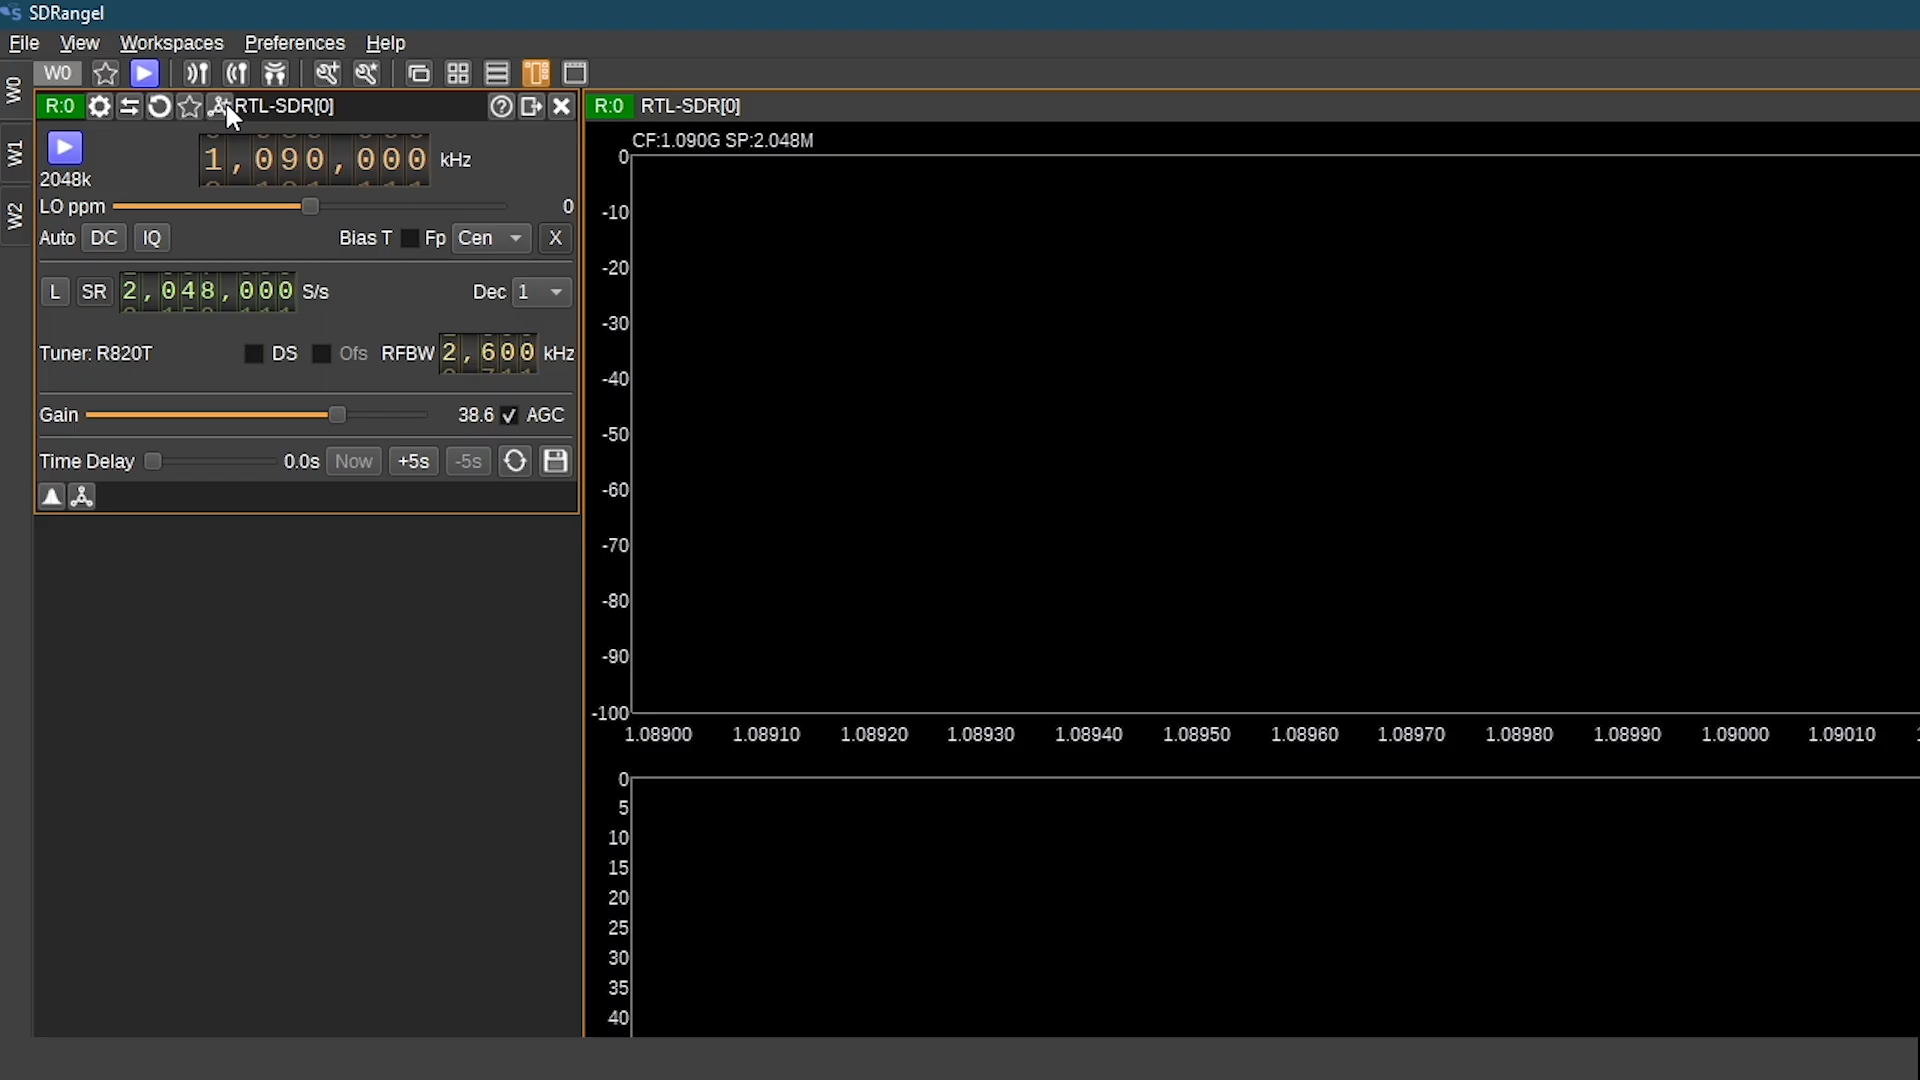 SDRangel
File View Workspaces Preferences Help
W0
W0
W1
W2
R:0 RTL-SDR[0]
1,090,000 kHz
2048k
LO ppm 0
Auto DC IQ Bias T Fp Cen X
L SR 2,048,000 S/s Dec 1
Tuner: R820T DS Ofs RFBW 2,600 kHz
Gain 38.6 AGC
Time Delay 0.0s Now +5s -5s
R:0 RTL-SDR[0]
CF:1.090G SP:2.048M
0
-10
-20
-30
-40
-50
-60
-70
-80
-90
-100
1.08900 1.08910 1.08920 1.08930 1.08940 1.08950 1.08960 1.08970 1.08980 1.08990 1.09000 1.09010
0
5
10
15
20
25
30
35
40